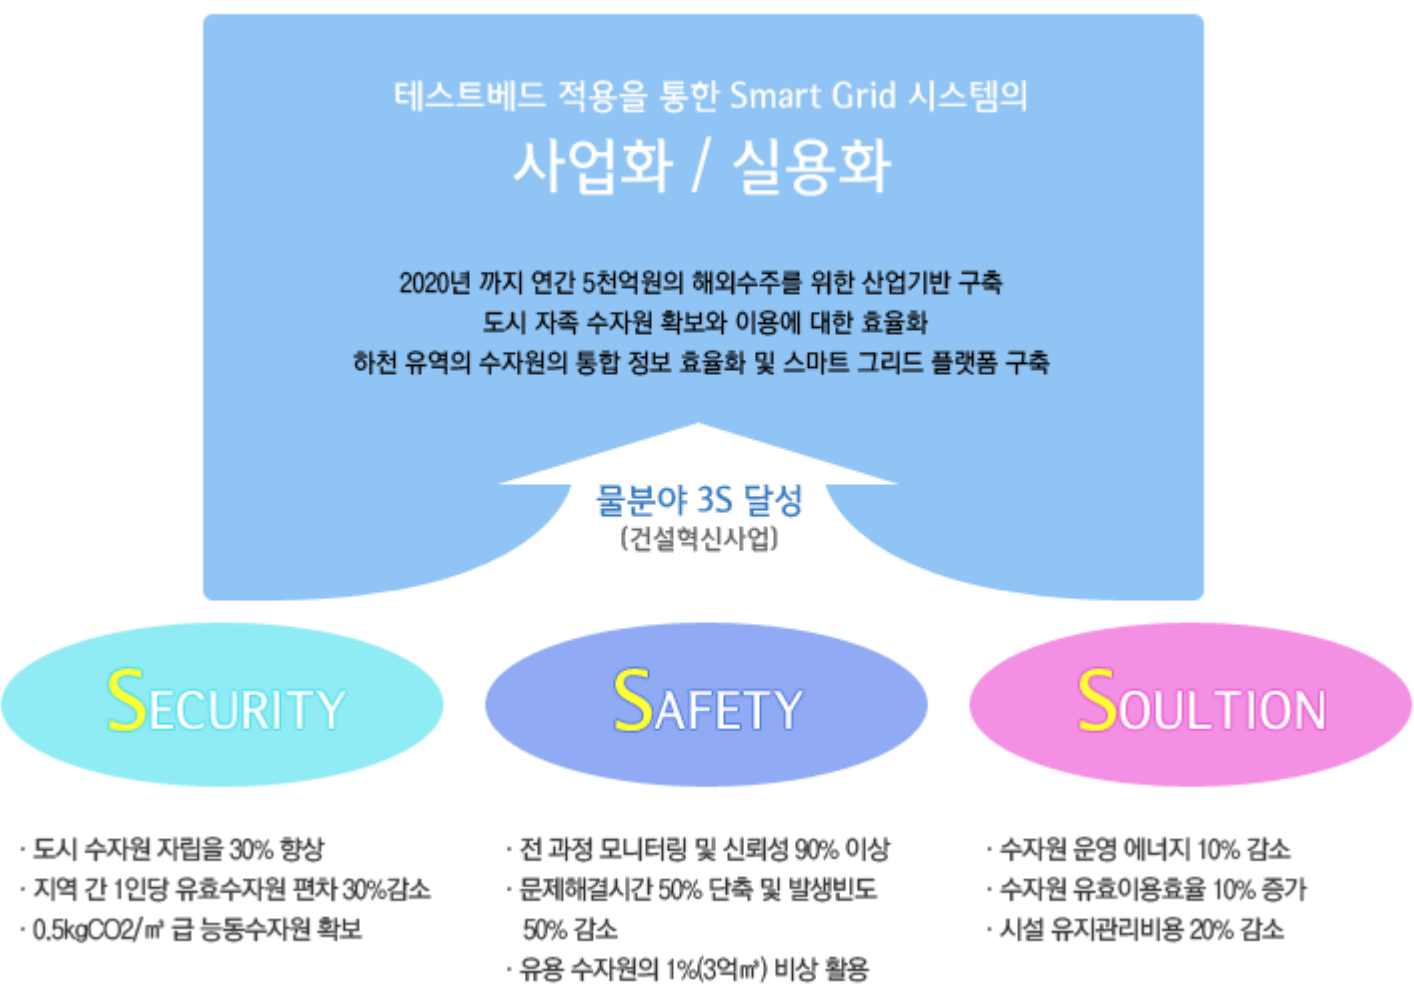 테스트베드 적용을 통한 Smart Grid 시스템의
사업화 / 실용화
2020년 까지 연간 5천억원의 해외수주를 위한 산업기반 구축
도시 자족 수자원 확보와 이용에 대한 효율화
하천 유역의 수자원의 통합 정보 효율화 및 스마트 그리드 플랫폼 구축
물분야 3S 달성
(건설혁신사업)
SECURITY
· 도시 수자원 자립을 30% 향상
· 지역 간 1인당 유효수자원 편차 30%감소
· 0.5kgCO2/㎥ 급 능동수자원 확보
SAFETY
· 전 과정 모니터링 및 신뢰성 90% 이상
· 문제해결시간 50% 단축 및 발생빈도
50% 감소
· 유용 수자원의 1%(3억㎥) 비상 활용
SOULTION
· 수자원 운영 에너지 10% 감소
· 수자원 유효이용효율 10% 증가
· 시설 유지관리비용 20% 감소